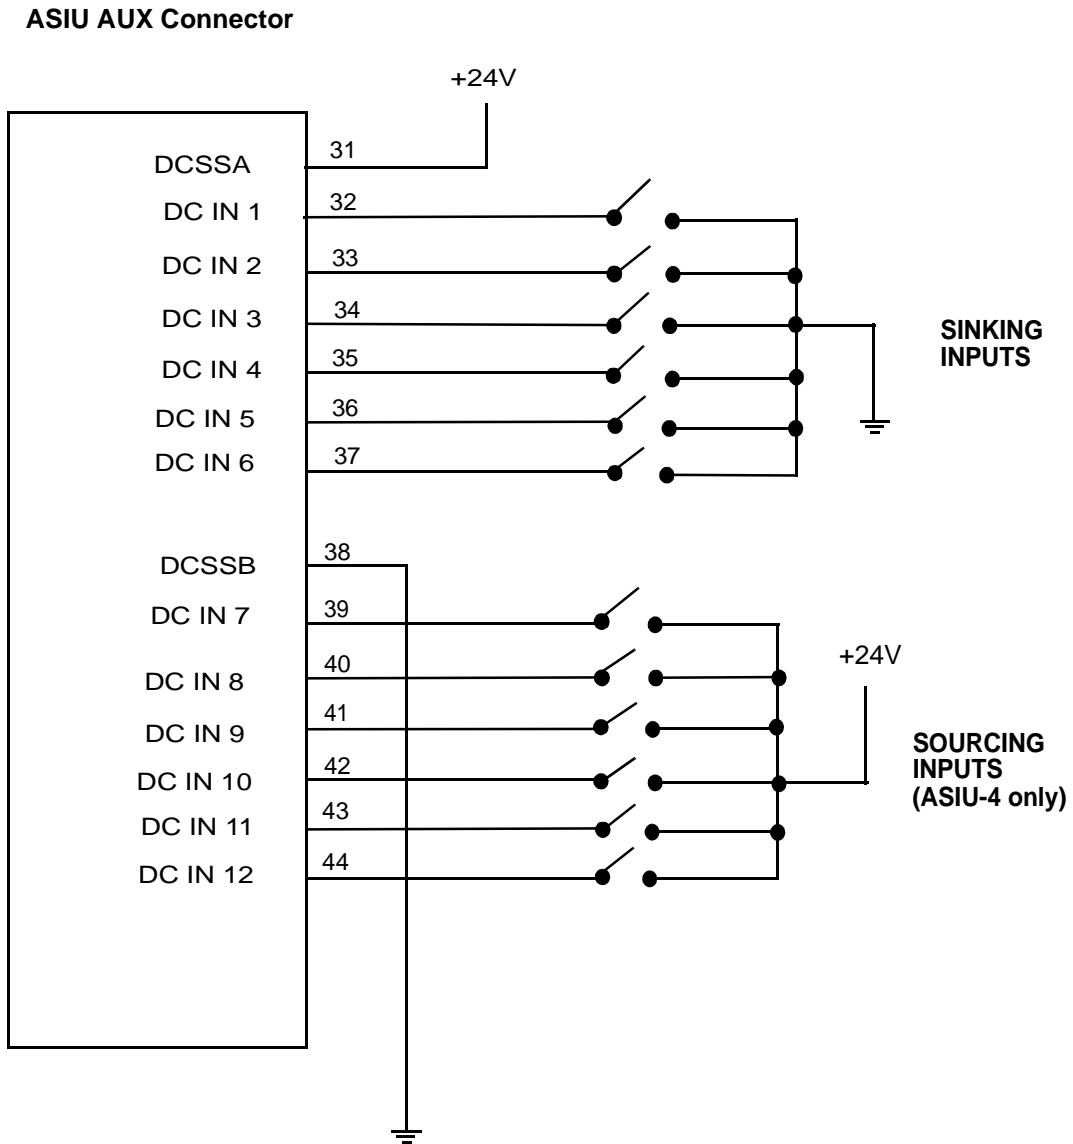 ASIU AUX Connector
+24V
DCSSA 31
DC IN 1 32
DC IN 2 33
DC IN 3 34
DC IN 4 35
DC IN 5 36
DC IN 6 37
SINKING
INPUTS
DCSSB 38
DC IN 7 39
DC IN 8 40
DC IN 9 41
DC IN 10 42
DC IN 11 43
DC IN 12 44
+24V
SOURCING
INPUTS
(ASIU-4 only)